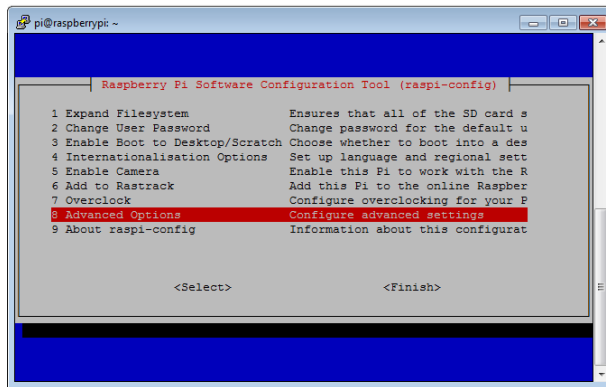 pi@raspberrypi: ~
Raspberry Pi Software Configuration Tool (raspi-config)
1 Expand Filesystem Ensures that all of the SD card s
2 Change User Password Change password for the default u
3 Enable Boot to Desktop/Scratch Choose whether to boot into a des
4 Internationalisation Options Set up language and regional sett
5 Enable Camera Enable this Pi to work with the R
6 Add to Rastrack Add this Pi to the online Raspber
7 Overclock Configure overclocking for your P
8 Advanced Options Configure advanced settings
9 About raspi-config Information about this configurat
<Select> <Finish>